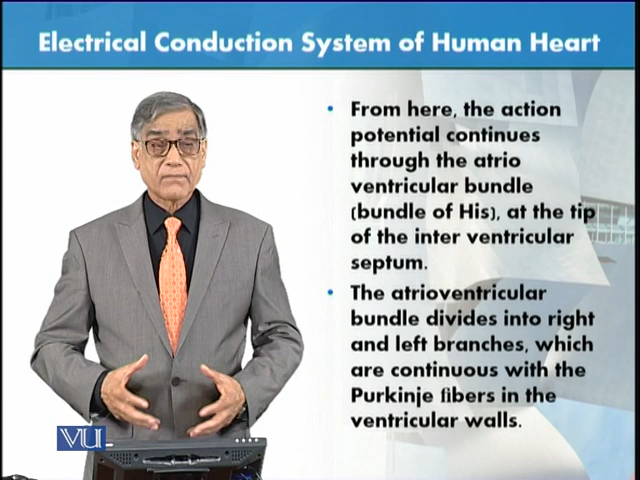 Electrical Conduction System of Human Heart
• From here, the action
potential continues
through the atrio
ventricular bundle
(bundle of His), at the tip
of the inter ventricular
septum.
• The atrioventricular
bundle divides into right
and left branches, which
are continuous with the
Purkinje fibers in the
ventricular walls.
VU